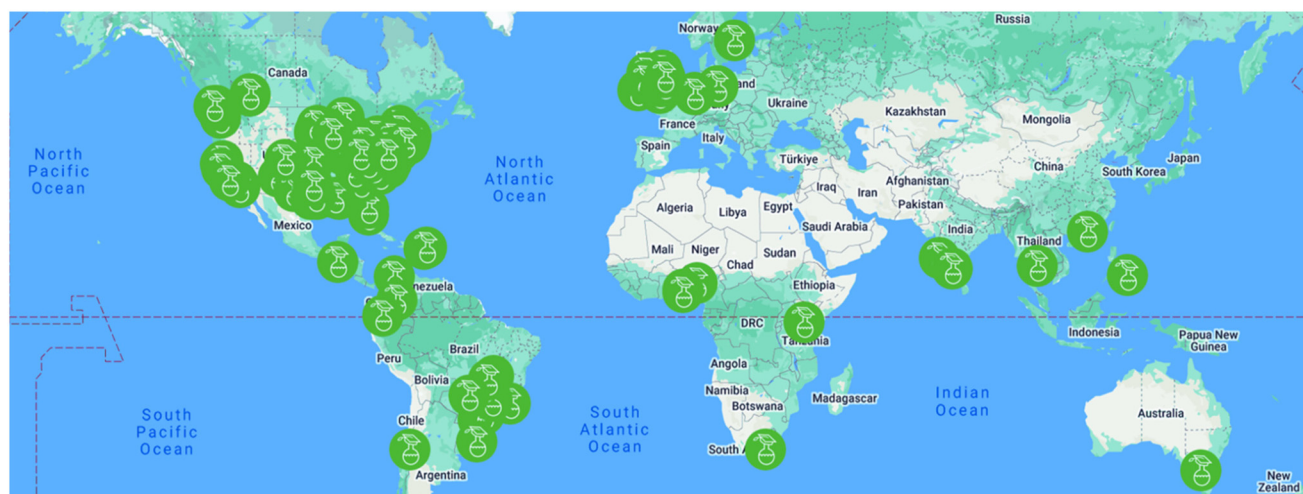 Russia
Norway
Canada
Ukraine
Kazakhstan
Mongolia
France
Italy
Spain
Türkiye
North
Pacific
Ocean
North
Atlantic
Ocean
Japan
South Korea
China
Iraq
Iran
Afghanistan
Pakistan
Algeria
Libya
Egypt
Saudi Arabia
India
Mexico
Thailand
Mali
Niger
Chad
Sudan
Ethiopia
DRC
Tanzania
Indonesia
Papua New
Guinea
Peru
Brazil
Bolivia
Angola
Namibia
Botswana
Madagascar
Indian
Ocean
South
Pacific
Ocean
Chile
South
Atlantic
Ocean
Australia
Argentina
New
Zealand